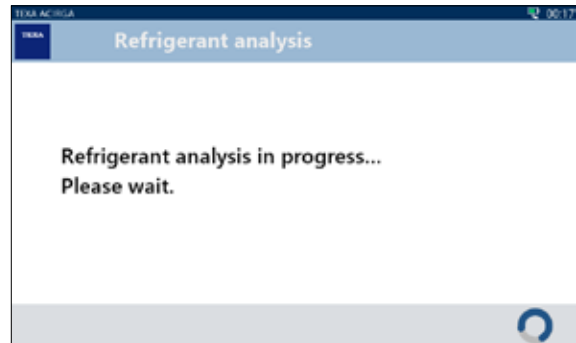 TEXA ACIRGA
00:17
TEXA
Refrigerant analysis
Refrigerant analysis in progress...
Please wait.